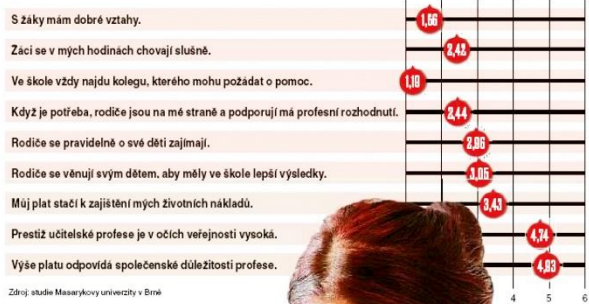 S žáky mám dobré vztahy. 1,66
Žáci se v mých hodinách chovají slušně. 2,42
Ve škole vždy najdu kolegu, kterého mohu požádat o pomoc. 1,19
Když je potřeba, rodiče jsou na mé straně a podporují má profesní rozhodnutí. 2,44
Rodiče se pravidelně o své děti zajímají. 2,96
Rodiče se věnují svým dětem, aby měly ve škole lepší výsledky. 3,05
Můj plat stačí k zajištění mých životních nákladů. 3,43
Prestiž učitelské profese je v očích veřejnosti vysoká. 4,74
Výše platu odpovídá společenské důležitosti profese. 4,93
Zdroj: studie Masarykovy univerzity v Brně
4 5 6